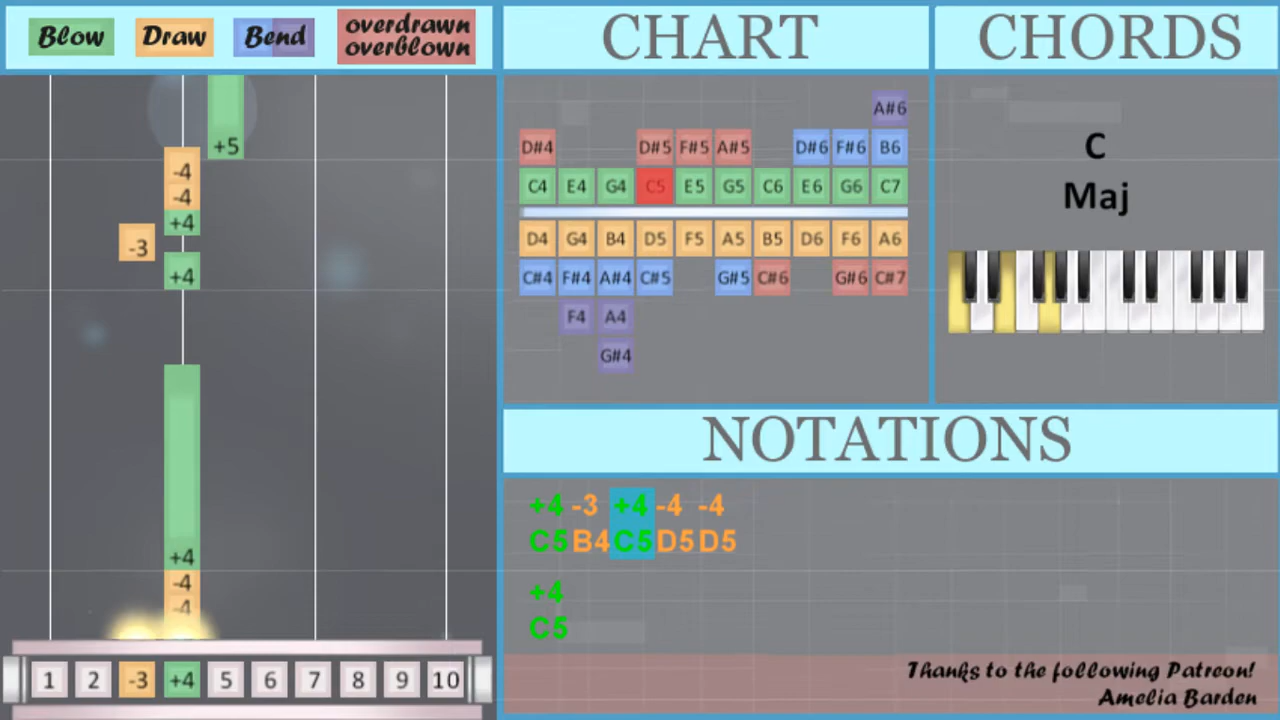 Blow Draw Bend overdrawn
overblown
CHART
CHORDS
+5
-4
-4
+4
-3
+4
+4
-4
-4
1 2 -3 +4 5 6 7 8 9 10
A#6
D#4 D#5 F#5 A#5 D#6 F#6 B6
C4 E4 G4 C5 E5 G5 C6 E6 G6 C7
D4 G4 B4 D5 F5 A5 B5 D6 F6 A6
C#4 F#4 A#4 C#5 G#5 C#6 G#6 C#7
F4 A4
G#4
C
Maj
NOTATIONS
+4 -3 +4 -4 -4
C5 B4 C5 D5 D5
+4
C5
Thanks to the following Patreon!
Amelia Barden